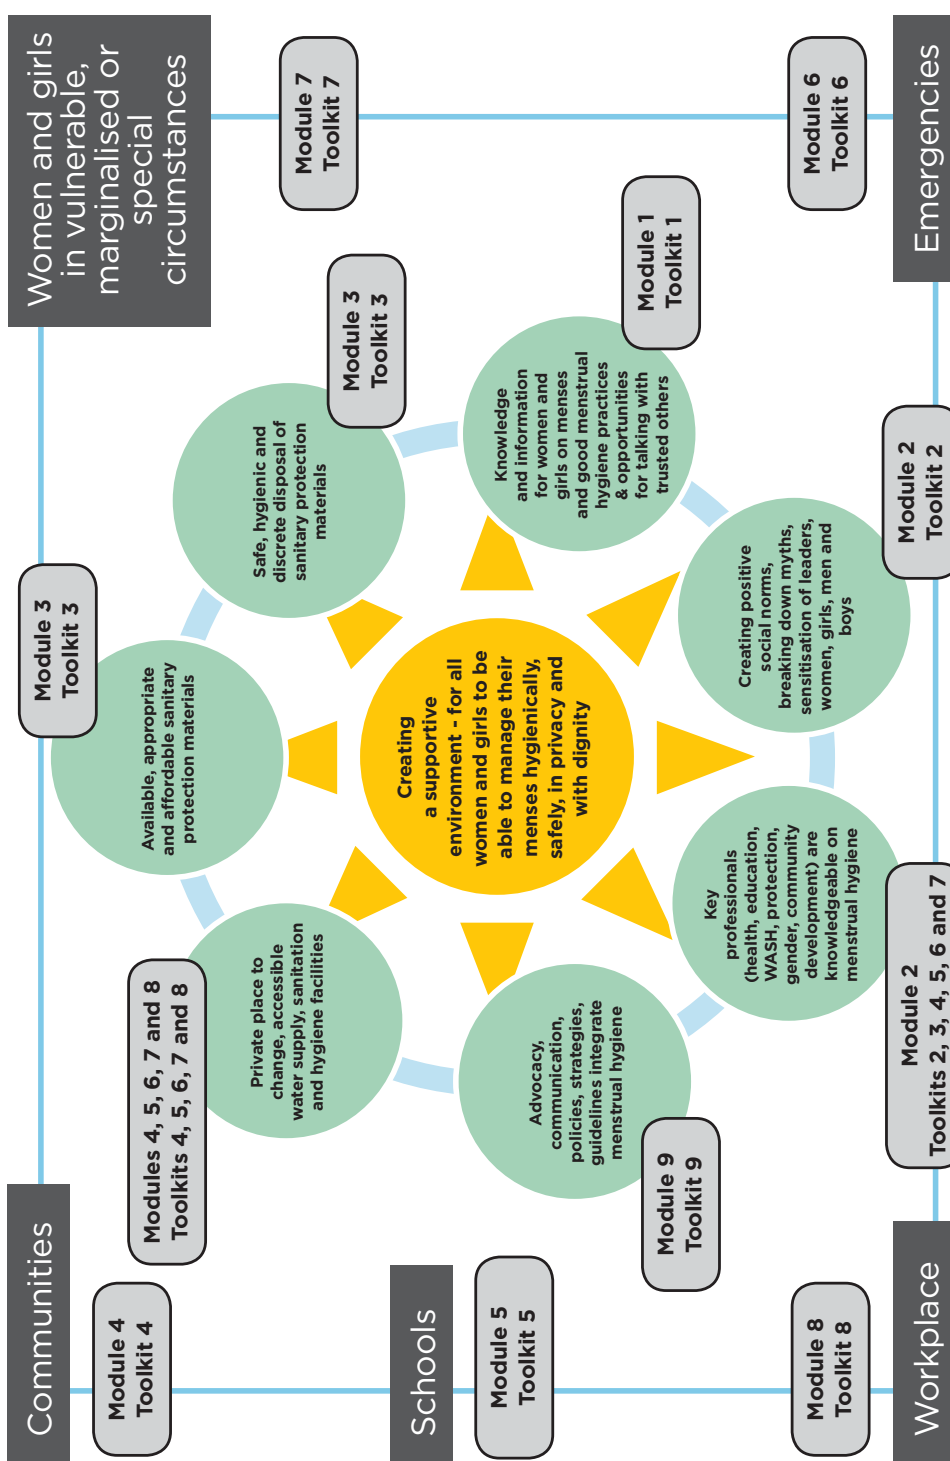 Communities
Module 4
Toolkit 4
Module 3
Toolkit 3
Women and girls
in vulnerable,
marginalised or
special
circumstances
Modules 4, 5, 6, 7 and 8
Toolkits 4, 5, 6, 7 and 8
Available, appropriate
and affordable sanitary
protection materials
Private place to
change, accessible
water supply, sanitation
and hygiene facilities
Safe, hygienic and
discrete disposal of
sanitary protection
materials
Module 3
Toolkit 3
Module 7
Toolkit 7
Schools
Module 5
Toolkit 5
Creating
a supportive
environment - for all
women and girls to be
able to manage their
menses hygienically,
safely, in privacy and
with dignity
Advocacy,
communication,
policies, strategies,
guidelines integrate
menstrual hygiene
Knowledge
and information
for women and
girls on menses
and good menstrual
hygiene practices
& opportunities
for talking with
trusted others
Module 1
Toolkit 1
Module 9
Toolkit 9
Key
professionals
(health, education,
WASH, protection,
gender, community
development) are
knowledgeable on
menstrual hygiene
Creating positive
social norms,
breaking down myths,
sensitisation of leaders,
women, girls, men and
boys
Module 8
Toolkit 8
Module 6
Toolkit 6
Workplace
Module 2
Toolkits 2, 3, 4, 5, 6 and 7
Module 2
Toolkit 2
Emergencies